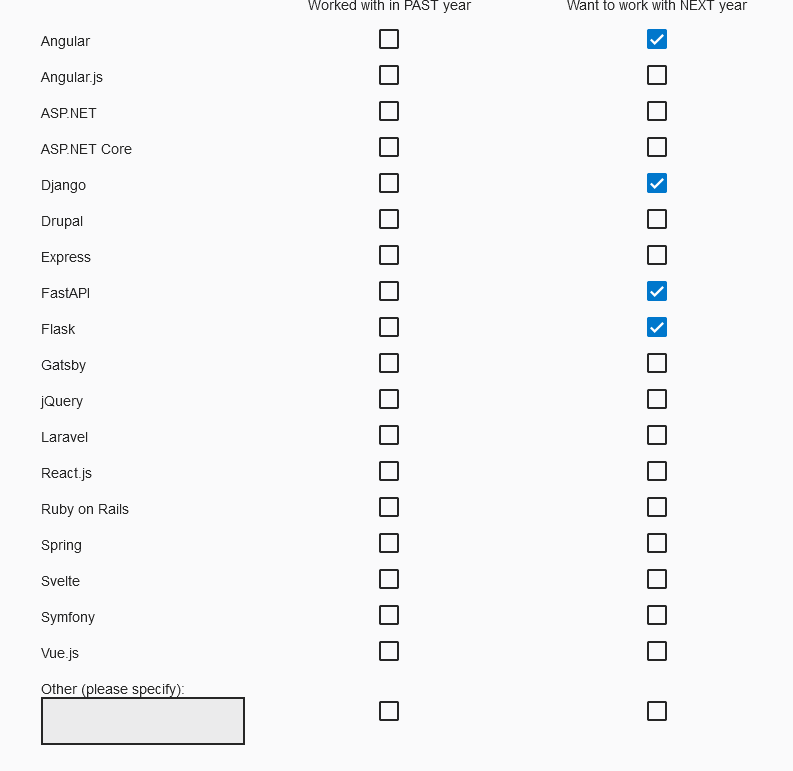 Worked with in PAST year Want to work with NEXT year
Angular
Angular.js
ASP.NET
ASP.NET Core
Django
Drupal
Express
FastAPI
Flask
Gatsby
jQuery
Laravel
React.js
Ruby on Rails
Spring
Svelte
Symfony
Vue.js
Other (please specify):